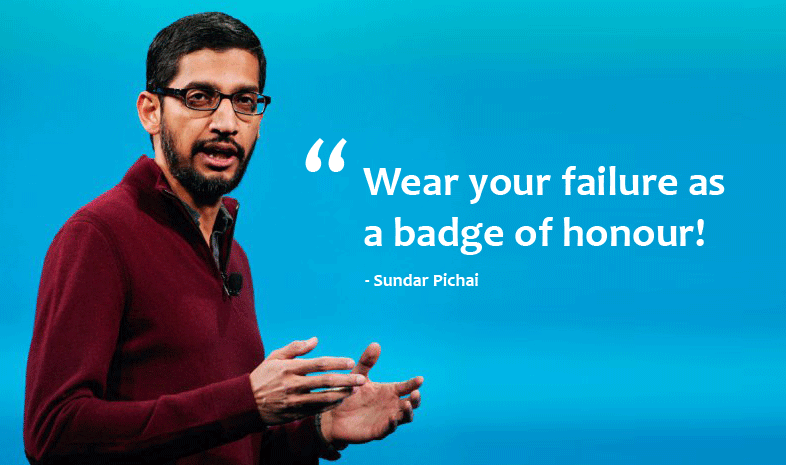 “ Wear your failure as
a badge of honour!
- Sundar Pichai